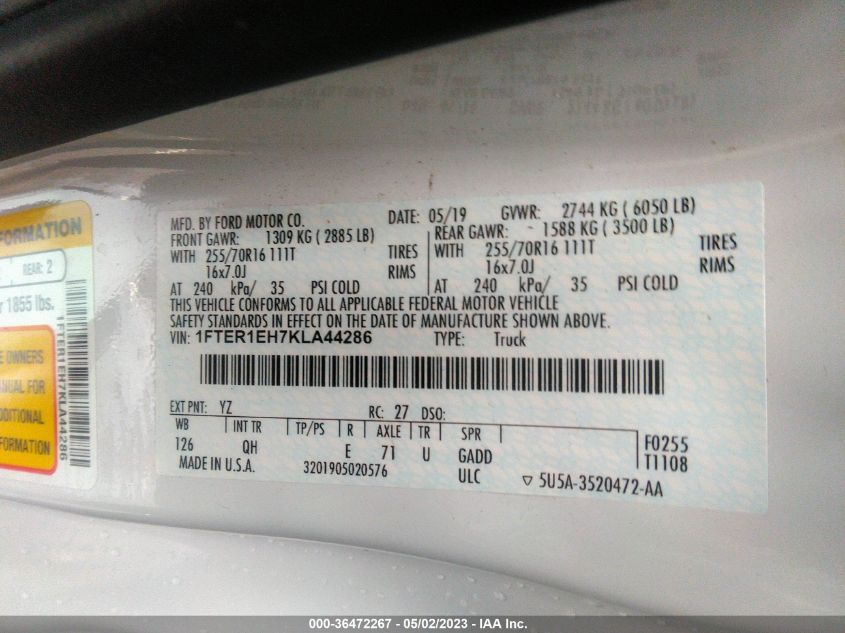 FORMATION
REAR: 2
r 1855 lbs.
E OWNER'S
ANUAL FOR
DDITIONAL
FORMATION
1FTER1EH7KLA44286
MFD. BY FORD MOTOR CO. DATE: 05/19 GVWR: 2744 KG ( 6050 LB)
FRONT GAWR: 1309 KG ( 2885 LB) REAR GAWR: 1588 KG ( 3500 LB)
WITH 255/70R16 111T TIRES WITH 255/70R16 111T TIRES
16x7.0J RIMS 16x7.0J RIMS
AT 240 kPa/ 35 PSI COLD AT 240 kPa/ 35 PSI COLD
THIS VEHICLE CONFORMS TO ALL APPLICABLE FEDERAL MOTOR VEHICLE
SAFETY STANDARDS IN EFFECT ON THE DATE OF MANUFACTURE SHOWN ABOVE.
VIN: 1FTER1EH7KLA44286 TYPE: Truck
EXT PNT: YZ RC: 27 DSO:
WB INT TR TP/PS R AXLE TR SPR
126 QH E 71 U GADD F0255
MADE IN U.S.A. 3201905020576 ULC T1108
5U5A-3520472-AA
000-36472267 - 05/02/2023 - IAA Inc.